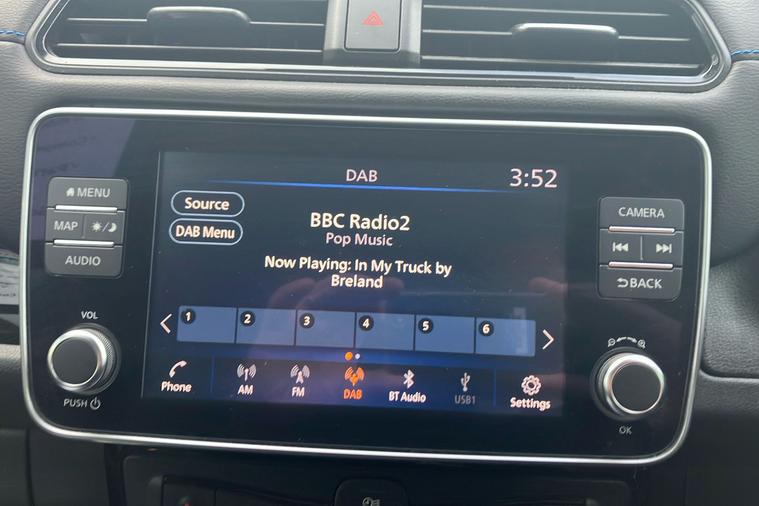 DAB
3:52
Source
DAB Menu
BBC Radio2
Pop Music
Now Playing: In My Truck by
Breland
1 2 3 4 5 6
Phone
AM
FM
DAB
BT Audio
USB1
Settings
MENU
MAP
AUDIO
VOL
PUSH
CAMERA
BACK
OK